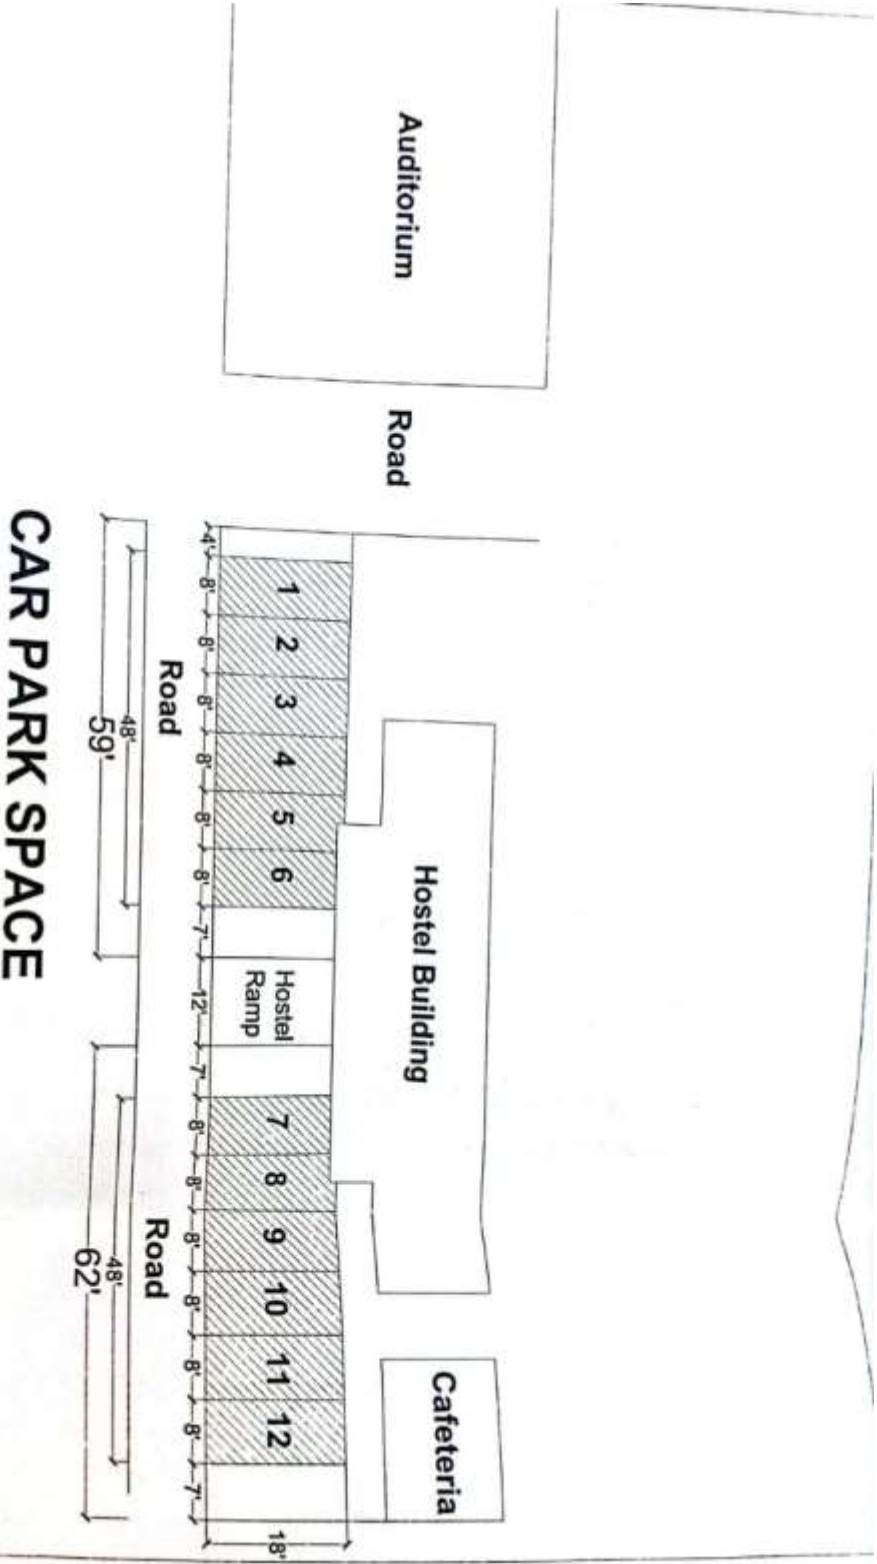 Auditorium
Road
Hostel Building
Cafeteria
1 2 3 4 5 6
Hostel
Ramp
7 8 9 10 11 12
18'
4' 8' 8' 8' 8' 8' 8' 7' 12' 7' 8' 8' 8' 8' 8' 8' 7'
Road
Road
48'
48'
59'
62'
CAR PARK SPACE